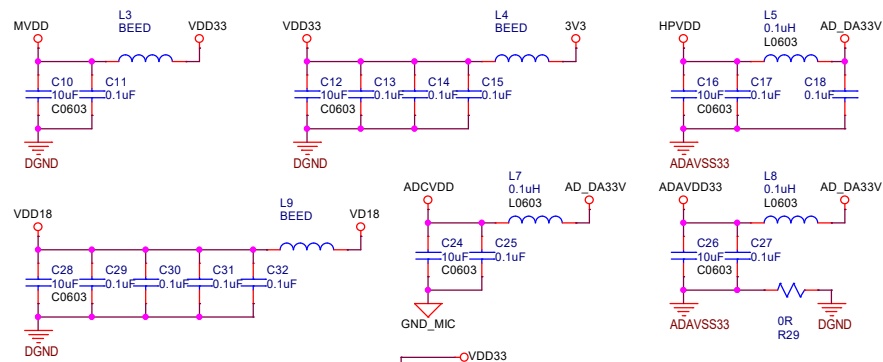 MVDD
L3
BEED
VDD33
C10
10uF
C0603
C11
0.1uF
DGND
VDD33
L4
BEED
3V3
C12
10uF
C0603
C13
0.1uF
C14
0.1uF
C15
0.1uF
DGND
HPVDD
L5
0.1uH
L0603
AD_DA33V
C16
10uF
C0603
C17
0.1uF
C18
0.1uF
ADAVSS33
VDD18
L9
BEED
VD18
C28
10uF
C0603
C29
0.1uF
C30
0.1uF
C31
0.1uF
C32
0.1uF
DGND
ADCVDD
L7
0.1uH
L0603
AD_DA33V
C24
10uF
C0603
C25
0.1uF
GND_MIC
ADAVDD33
L8
0.1uH
L0603
AD_DA33V
C26
10uF
C0603
C27
0.1uF
ADAVSS33
0R
R29
DGND
VDD33